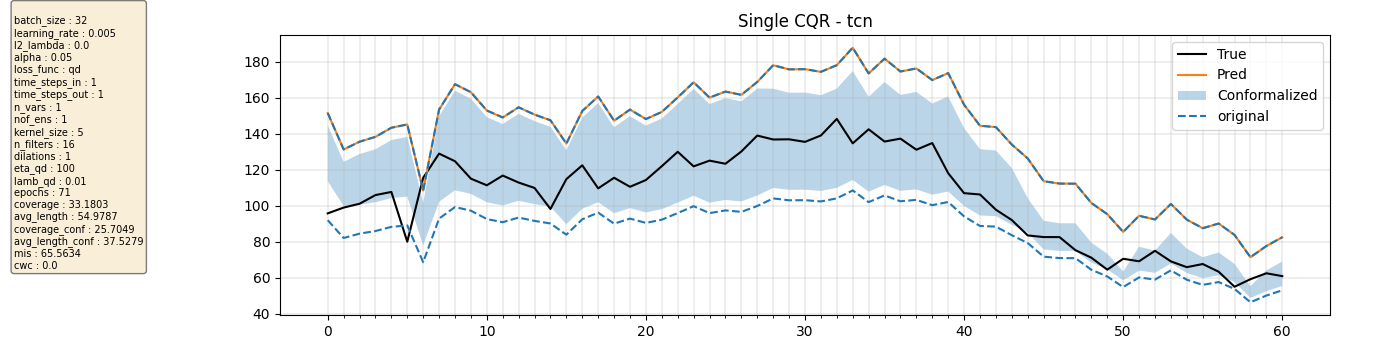 batch_size : 32
learning_rate : 0.005
l2_lambda : 0.0
alpha : 0.05
loss_func : qd
time_steps_in : 1
time_steps_out : 1
n_vars : 1
nof_ens : 1
kernel_size : 5
n_filters : 16
dilations : 1
eta_qd : 100
lamb_qd : 0.01
epochs : 71
coverage : 33.1803
avg_length : 54.9787
coverage_conf : 25.7049
avg_length_conf : 37.5279
mis : 65.5634
cwc : 0.0
Single CQR - tcn
180
160
140
120
100
80
60
40
0 10 20 30 40 50 60
True
Pred
Conformalized
original